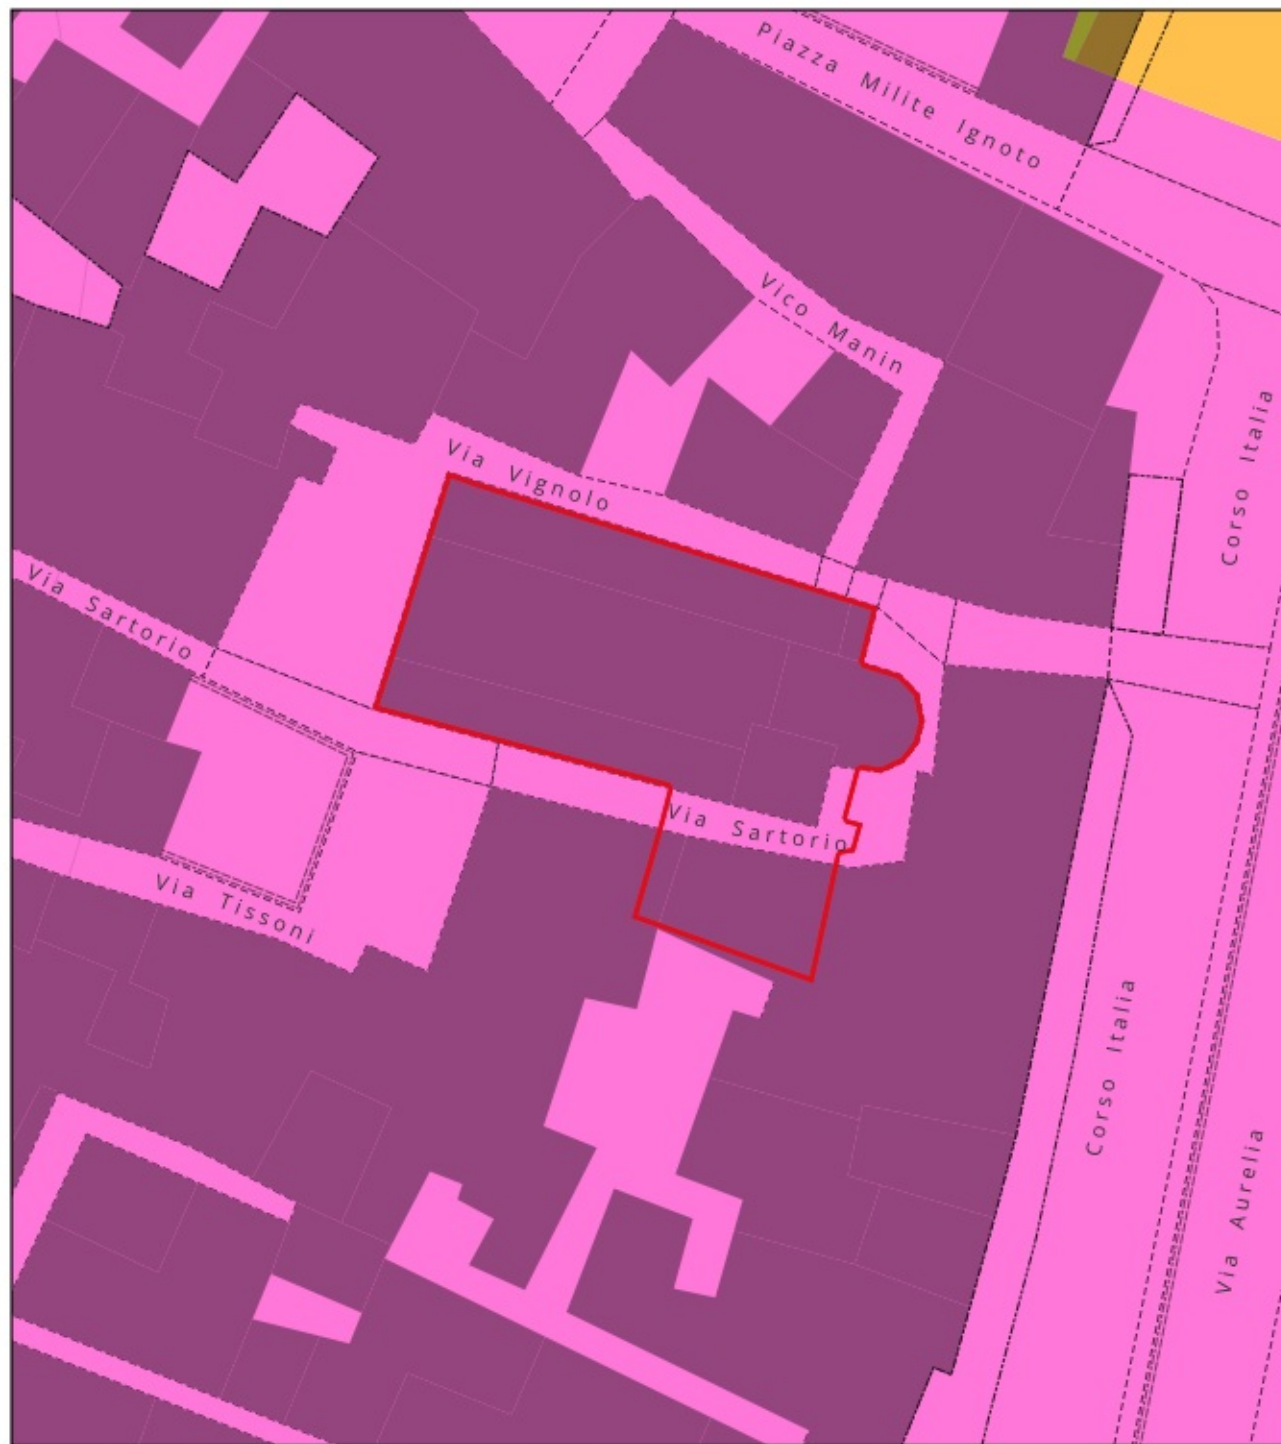 Piazza Milite Ignoto
Vico Manin
Corso Italia
Via Vignolo
Via Sartorio
Via Sartorio
Via Tissoni
Corso Italia
Via Aurelia